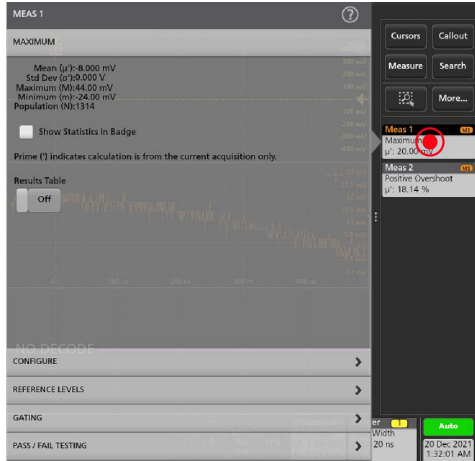 MEAS 1
?
MAXIMUM
Mean (µ'):-8.000 mV
Std Dev (σ'):0.000 V
Maximum (M):44.00 mV
Minimum (m):-24.00 mV
Population (N):1314
Show Statistics in Badge
Prime (') indicates calculation is from the current acquisition only.
Results Table
Off
NO DECODE
CONFIGURE
REFERENCE LEVELS
GATING
PASS / FAIL TESTING
Cursors
Callout
Measure
Search
More...
Meas 1
M1
Maximum
µ': 20.00 mV
Meas 2
Positive Overshoot
µ': 18.14 %
er
1
Width
20 ns
Auto
20 Dec 2021
1:32:01 AM